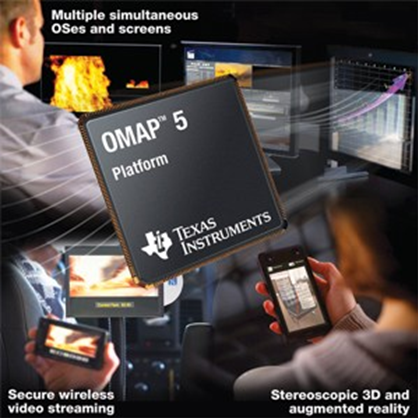 Multiple simultaneous
OSes and screens
OMAP™ 5
Platform
TEXAS
INSTRUMENTS
Secure wireless
video streaming
Stereoscopic 3D and
augmented reality